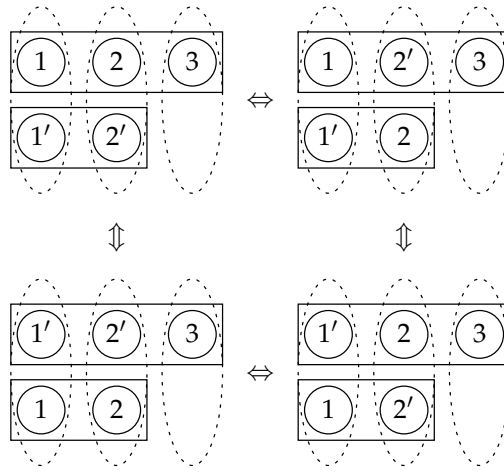 1 2 3 ⇔ 1 2′ 3
1′ 2′ 1′ 2
⇕ ⇕
1′ 2′ 3 ⇔ 1′ 2 3
1 2 1 2′